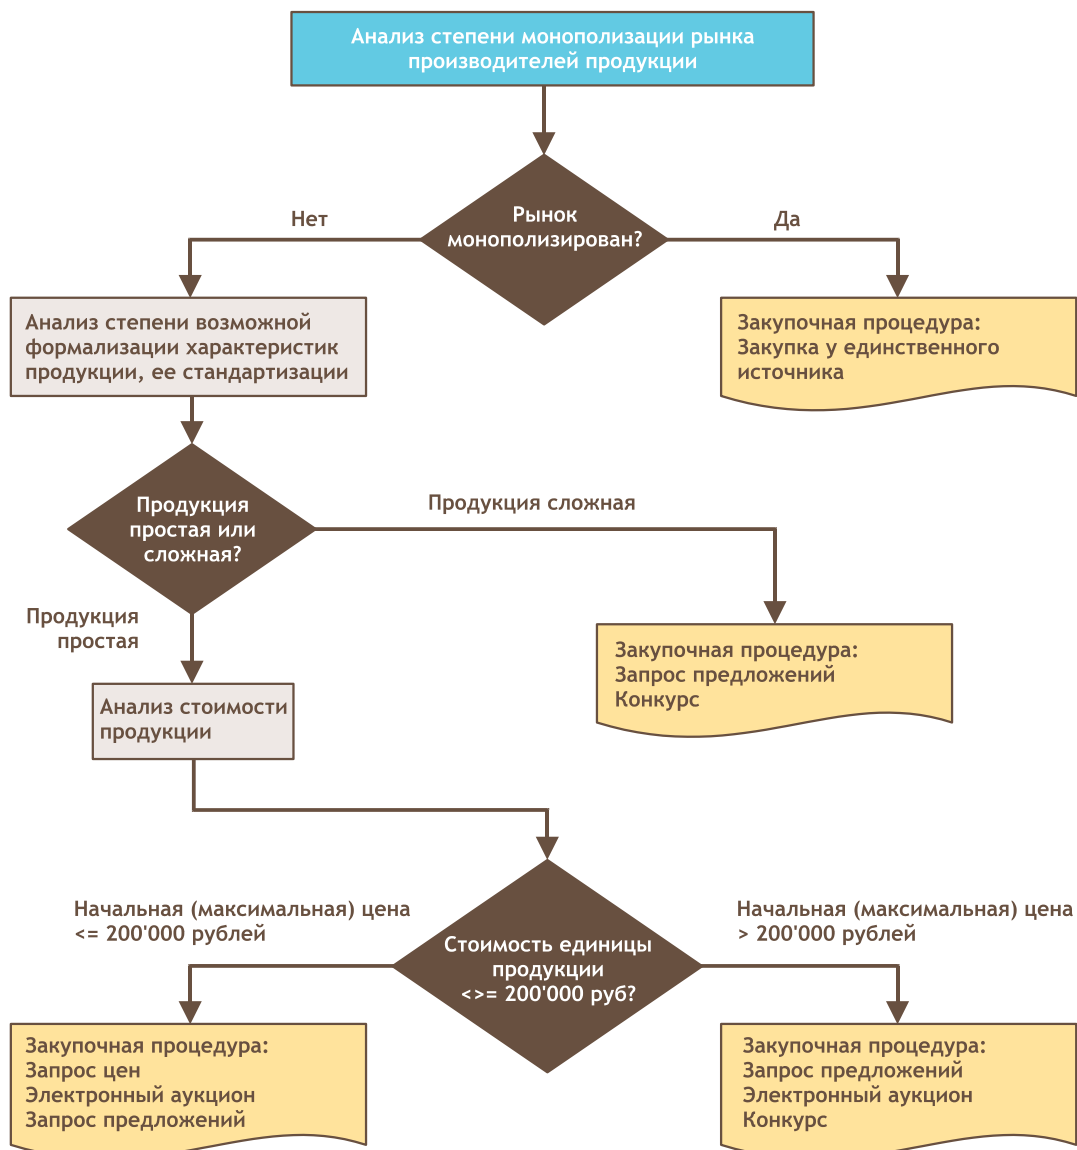 Анализ степени монополизации рынка
производителей продукции
Рынок
монополизирован?
Нет
Да
Анализ степени возможной
формализации характеристик
продукции, ее стандартизации
Закупочная процедура:
Закупка у единственного
источника
Продукция
простая или
сложная?
Продукция сложная
Продукция
простая
Закупочная процедура:
Запрос предложений
Конкурс
Анализ стоимости
продукции
Начальная (максимальная) цена
<= 200'000 рублей
Стоимость единицы
продукции
<>= 200'000 руб?
Начальная (максимальная) цена
> 200'000 рублей
Закупочная процедура:
Запрос цен
Электронный аукцион
Запрос предложений
Закупочная процедура:
Запрос предложений
Электронный аукцион
Конкурс